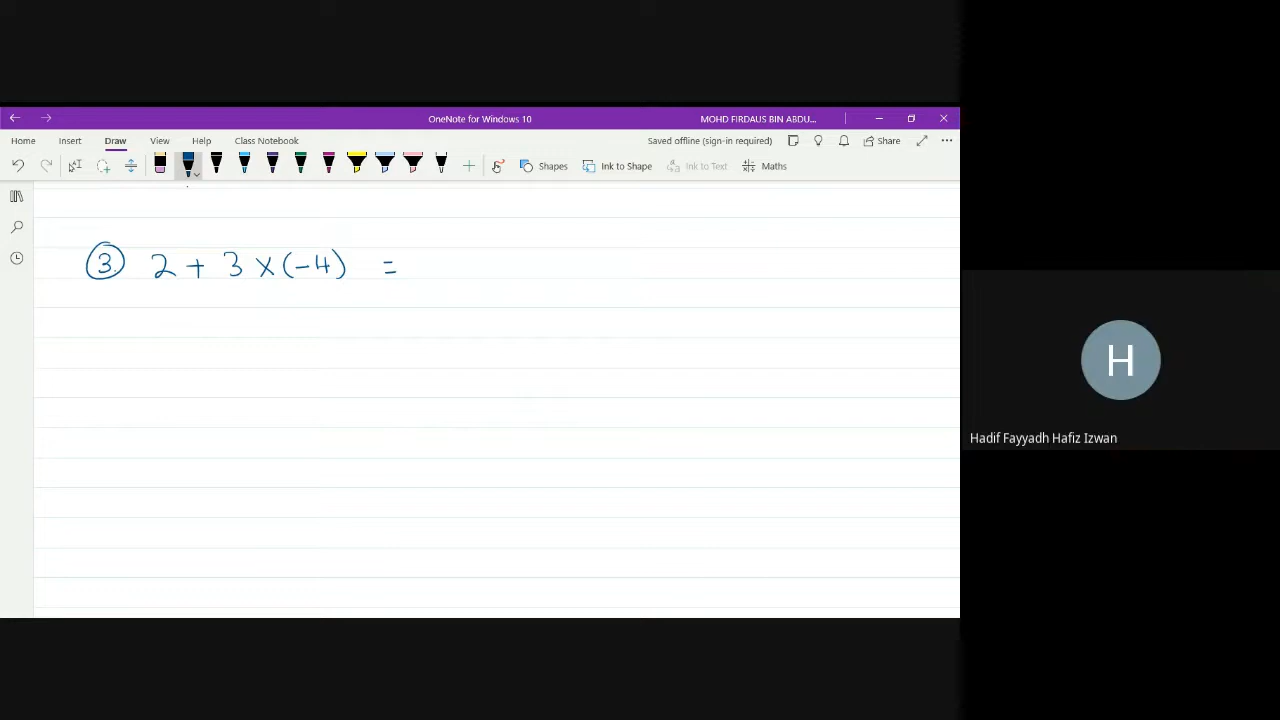 OneNote for Windows 10
MOHD FIRDAUS BIN ABDU...
Home Insert Draw View Help Class Notebook
Saved offline (sign-in required) Share
Shapes Ink to Shape Ink to Text Maths
③ 2 + 3 × (-4) =
H
Hadif Fayyadh Hafiz Izwan